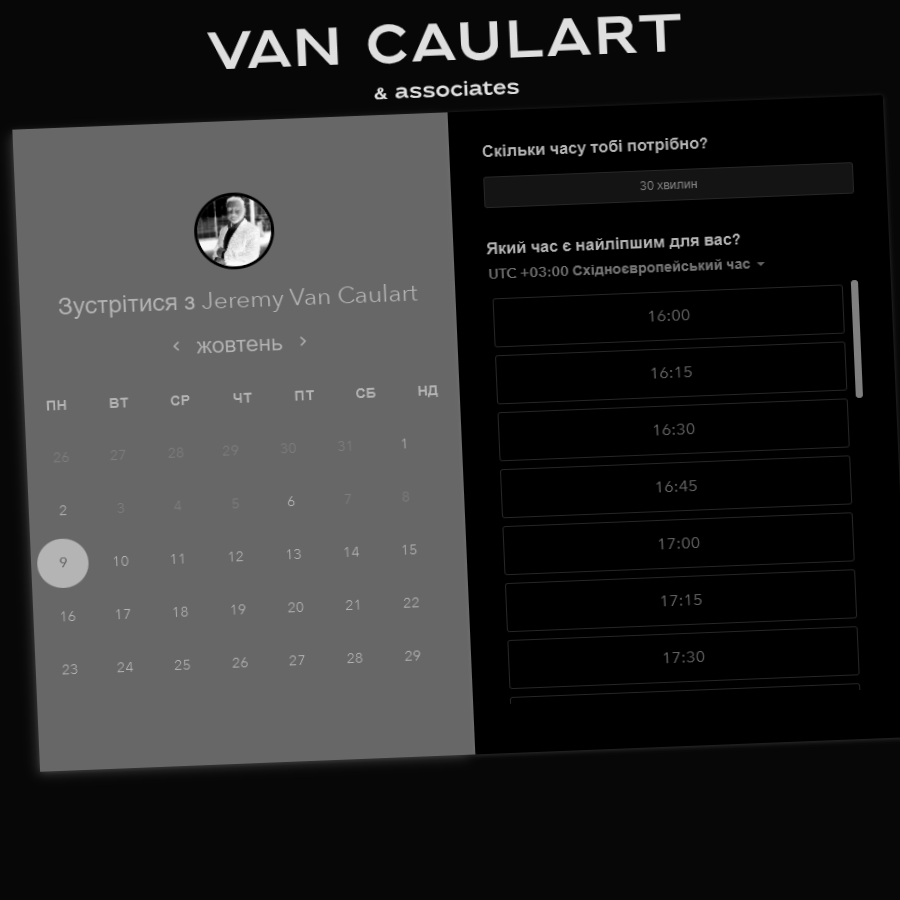 VAN CAULART
& associates
Зустрітися з Jeremy Van Caulart
жовтень
ПН ВТ СР ЧТ ПТ СБ НД
26 27 28 29 30 31 1
2 3 4 5 6 7 8
9 10 11 12 13 14 15
16 17 18 19 20 21 22
23 24 25 26 27 28 29
Скільки часу тобі потрібно?
30 хвилин
Який час є найліпшим для вас?
UTC +03:00 Східноєвропейський час
16:00
16:15
16:30
16:45
17:00
17:15
17:30